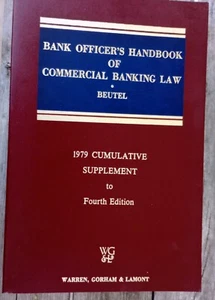 BANK OFFICER'S HANDBOOK
OF
COMMERCIAL BANKING LAW
•
BEUTEL
1979 CUMULATIVE
SUPPLEMENT
to
Fourth Edition
WG
&L
WARREN, GORHAM & LAMONT